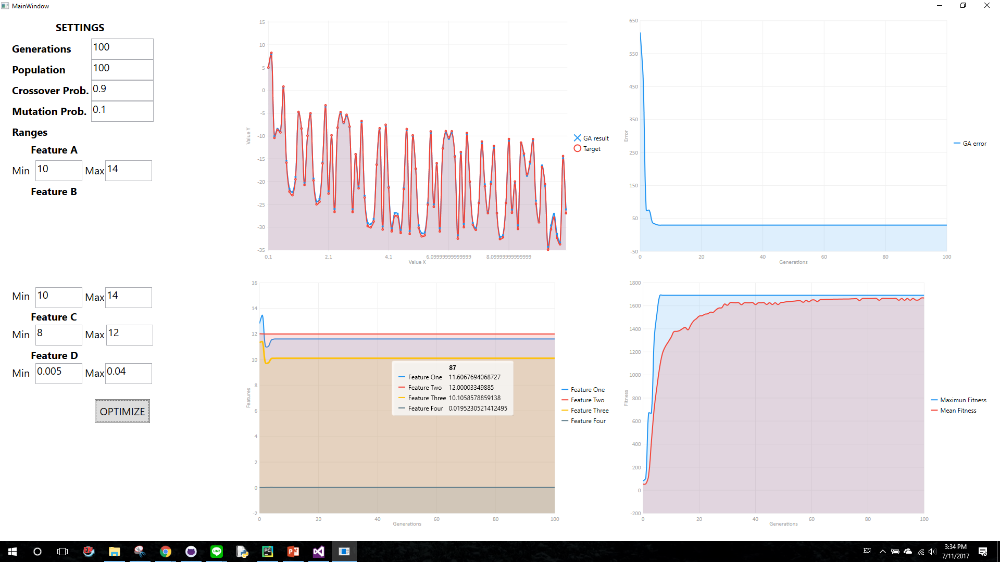 MainWindow
SETTINGS
Generations 100
Population 100
Crossover Prob. 0.9
Mutation Prob. 0.1
Ranges
Feature A
Min 10 Max 14
Feature B
Min 10 Max 14
Feature C
Min 8 Max 12
Feature D
Min 0.005 Max 0.04
OPTIMIZE
15
10
5
0
-5
-10
-15
-20
-25
-30
-35
Value Y
0.1 2.1 4.1 6.09999999999999 8.09999999999999
Value X
GA result
Target
650
550
450
350
250
150
50
-50
Error
0 20 40 60 80 100
Generations
GA error
16
14
12
10
8
6
4
2
0
-2
Features
0 20 40 60 80 100
Generations
87
Feature One 11.6067694068727
Feature Two 12.00003349885
Feature Three 10.1058578859138
Feature Four 0.0195230521412495
Feature One
Feature Two
Feature Three
Feature Four
1800
1600
1400
1200
1000
800
600
400
200
0
-200
Fitness
0 20 40 60 80 100
Generations
Maximun Fitness
Mean Fitness
LINE
PC
EN
3:34 PM
7/11/2017